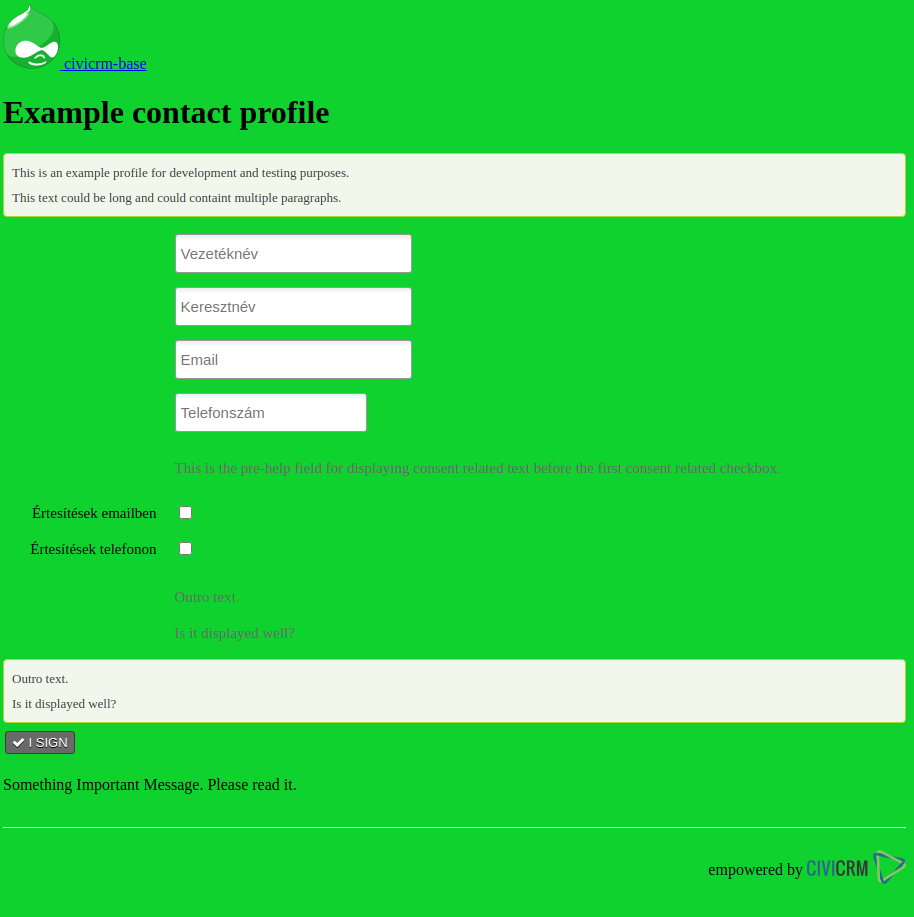 civicrm-base
Example contact profile
This is an example profile for development and testing purposes.
This text could be long and could containt multiple paragraphs.
Vezetéknév
Keresztnév
Email
Telefonszám
This is the pre-help field for displaying consent related text before the first consent related checkbox.
Értesítések emailben
Értesítések telefonon
Outro text.
Is it displayed well?
Outro text.
Is it displayed well?
I SIGN
Something Important Message. Please read it.
empowered by CIVICRM